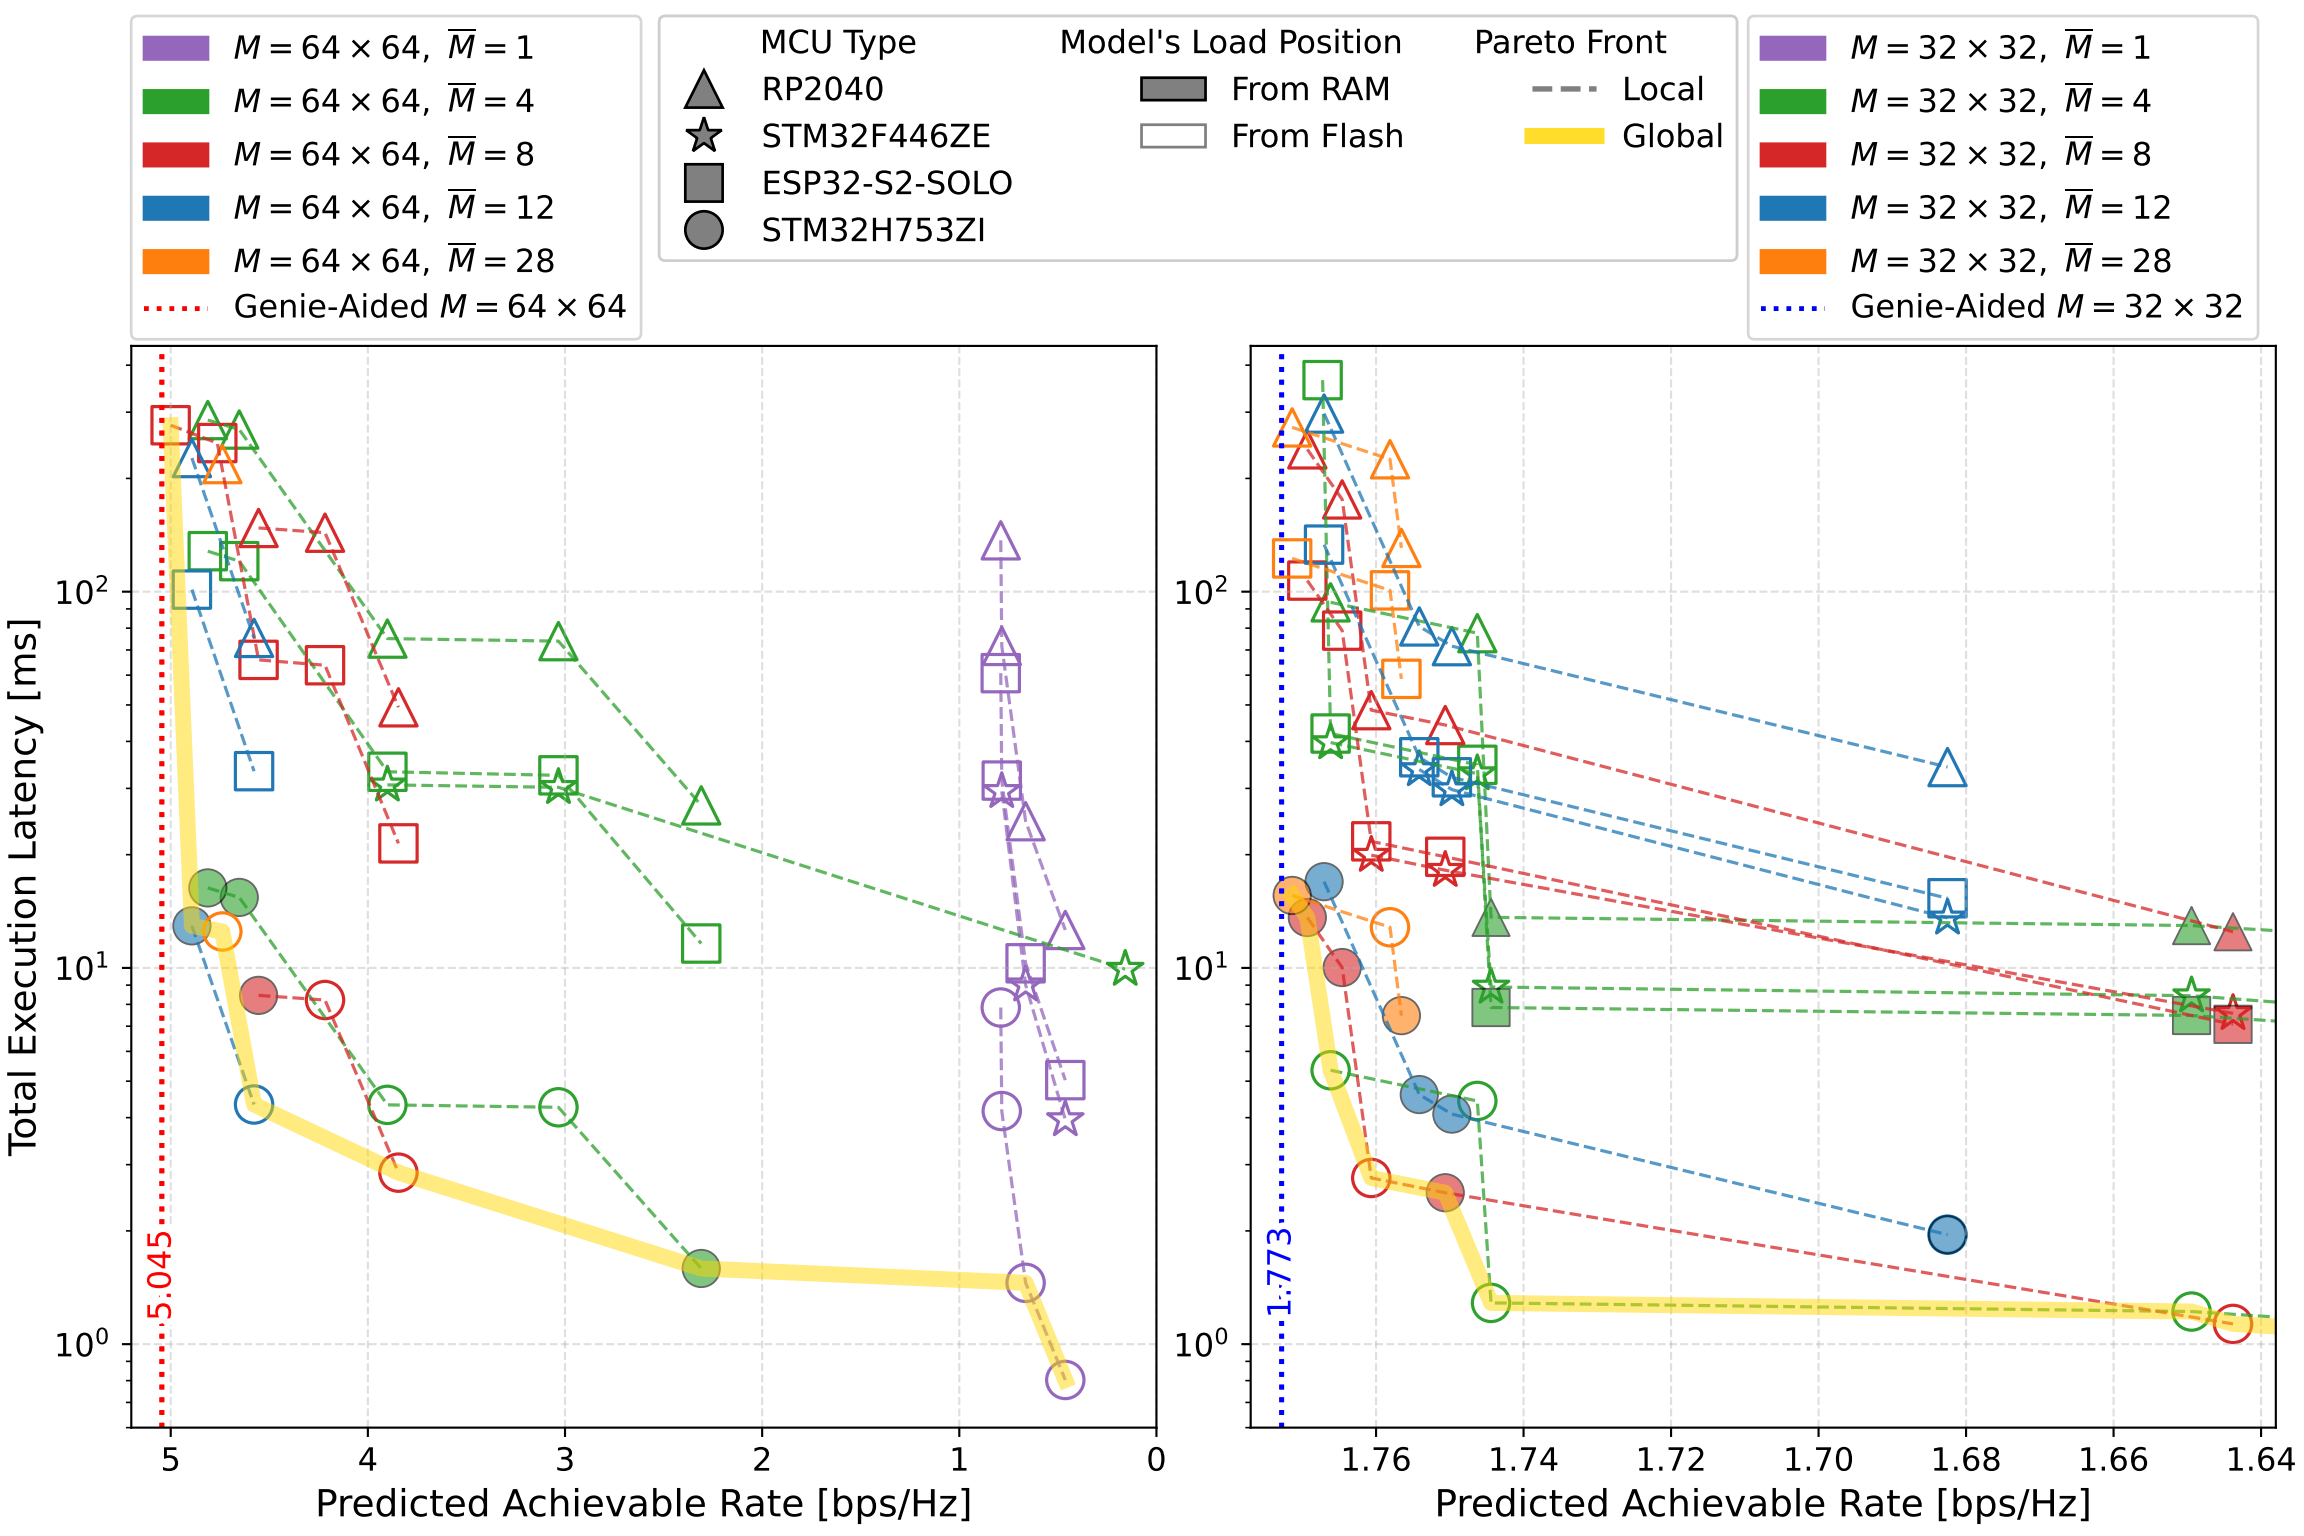 M = 64 × 64, M̅ = 1
M = 64 × 64, M̅ = 4
M = 64 × 64, M̅ = 8
M = 64 × 64, M̅ = 12
M = 64 × 64, M̅ = 28
Genie-Aided M = 64 × 64
MCU Type
RP2040
STM32F446ZE
ESP32-S2-SOLO
STM32H753ZI
Model's Load Position
From RAM
From Flash
Pareto Front
Local
Global
M = 32 × 32, M̅ = 1
M = 32 × 32, M̅ = 4
M = 32 × 32, M̅ = 8
M = 32 × 32, M̅ = 12
M = 32 × 32, M̅ = 28
Genie-Aided M = 32 × 32
Total Execution Latency [ms]
10²
10¹
10⁰
5.045
5 4 3 2 1 0
Predicted Achievable Rate [bps/Hz]
10²
10¹
10⁰
1.773
1.76 1.74 1.72 1.70 1.68 1.66 1.64
Predicted Achievable Rate [bps/Hz]